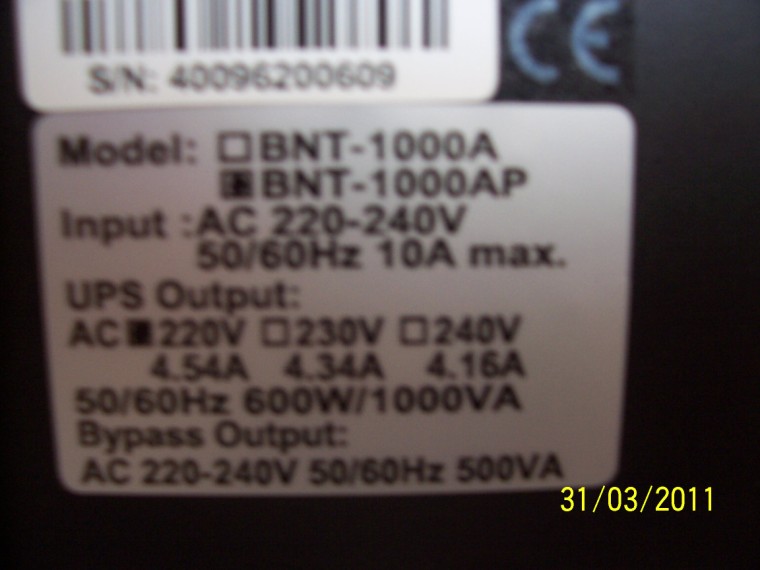 CE
S/N: 40096200609
Model: ☐BNT-1000A
☒BNT-1000AP
Input :AC 220-240V
50/60Hz 10A max.
UPS Output:
AC☒220V ☐230V ☐240V
4.54A 4.34A 4.16A
50/60Hz 600W/1000VA
Bypass Output:
AC 220-240V 50/60Hz 500VA
31/03/2011